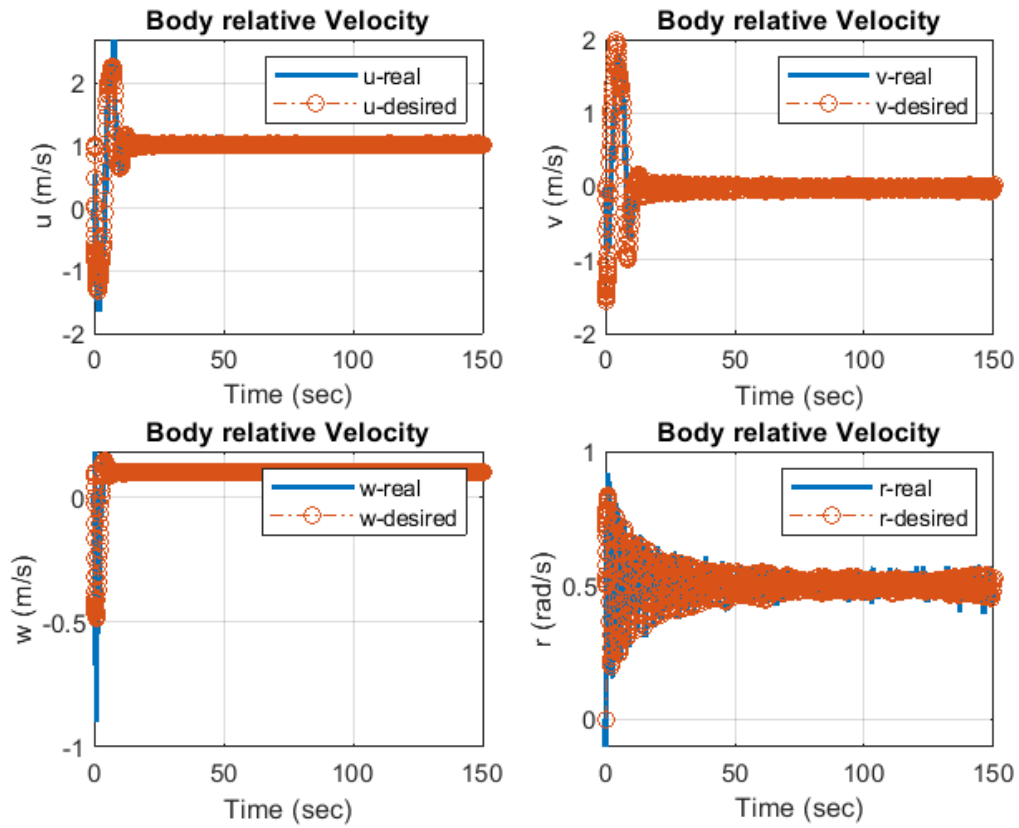 Body relative Velocity
u (m/s)
2
1
0
-1
-2
u-real
u-desired
0
50
100
150
Time (sec)
Body relative Velocity
v (m/s)
2
1
0
-1
-2
v-real
v-desired
0
50
100
150
Time (sec)
Body relative Velocity
w (m/s)
0
-0.5
-1
w-real
w-desired
0
50
100
150
Time (sec)
Body relative Velocity
r (rad/s)
1
0.5
0
r-real
r-desired
0
50
100
150
Time (sec)